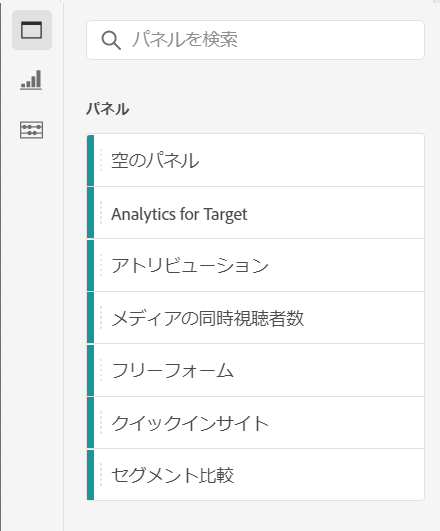 パネルを検索
パネル
空のパネル
Analytics for Target
アトリビューション
メディアの同時視聴者数
フリーフォーム
クイックインサイト
セグメント比較